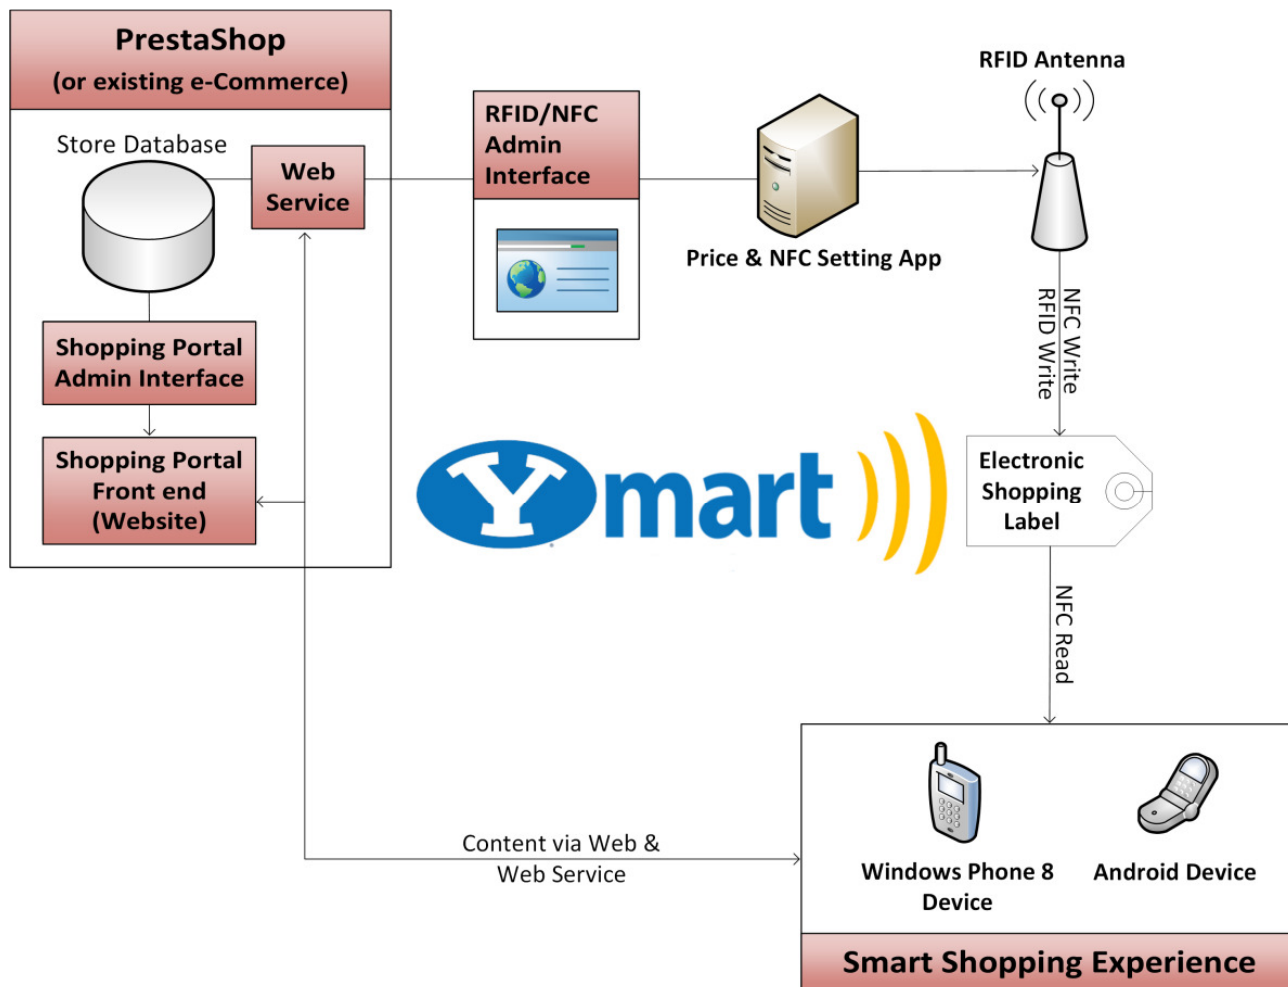 PrestaShop
(or existing e-Commerce)
Store Database
Web
Service
Shopping Portal
Admin Interface
Shopping Portal
Front end
(Website)
RFID/NFC
Admin
Interface
Price & NFC Setting App
RFID Antenna
NFC Write
RFID Write
Electronic
Shopping
Label
Ymart
NFC Read
Content via Web &
Web Service
Windows Phone 8
Device
Android Device
Smart Shopping Experience